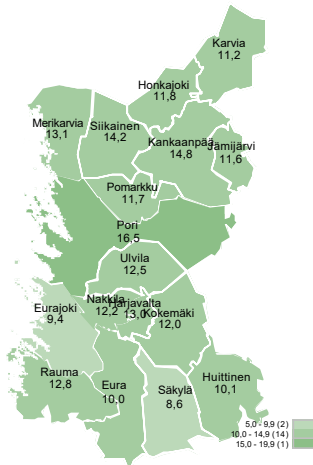 Karvia
11,2
Honkajoki
11,8
Merikarvia
13,1
Siikainen
14,2
Kankaanpää
14,8
Jämijärvi
11,6
Pomarkku
11,7
Pori
16,5
Ulvila
12,5
Nakkila
12,2
Harjavalta
13,0
Kokemäki
12,0
Eurajoki
9,4
Rauma
12,8
Eura
10,0
Säkylä
8,6
Huittinen
10,1
5,0 - 9,9 (2)
10,0 - 14,9 (14)
15,0 - 19,9 (1)